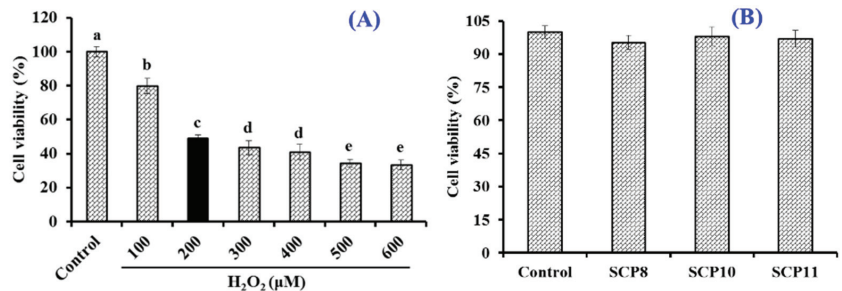 (A)
Cell viability (%)
120
100
80
60
40
20
0
a
b
c
d
d
e
e
Control
100
200
300
400
500
600
H₂O₂ (μM)
(B)
Cell viability (%)
105
90
75
60
45
30
15
0
Control
SCP8
SCP10
SCP11